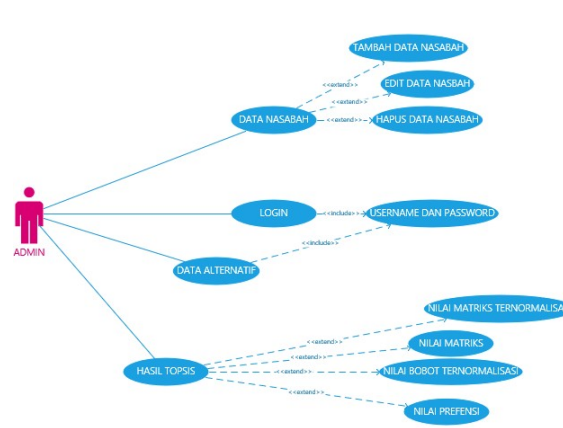 TAMBAH DATA NASABAH
<<extend>>
EDIT DATA NASBAH
<<extend>>
DATA NASABAH
<<extend>>
HAPUS DATA NASABAH
LOGIN
<<include>>
USERNAME DAN PASSWORD
<<include>>
ADMIN
DATA ALTERNATIF
NILAI MATRIKS TERNORMALISA
<<extend>>
NILAI MATRIKS
<<extend>>
HASIL TOPSIS
<<extend>>
NILAI BOBOT TERNORMALISASI
<<extend>>
NILAI PREFENSI